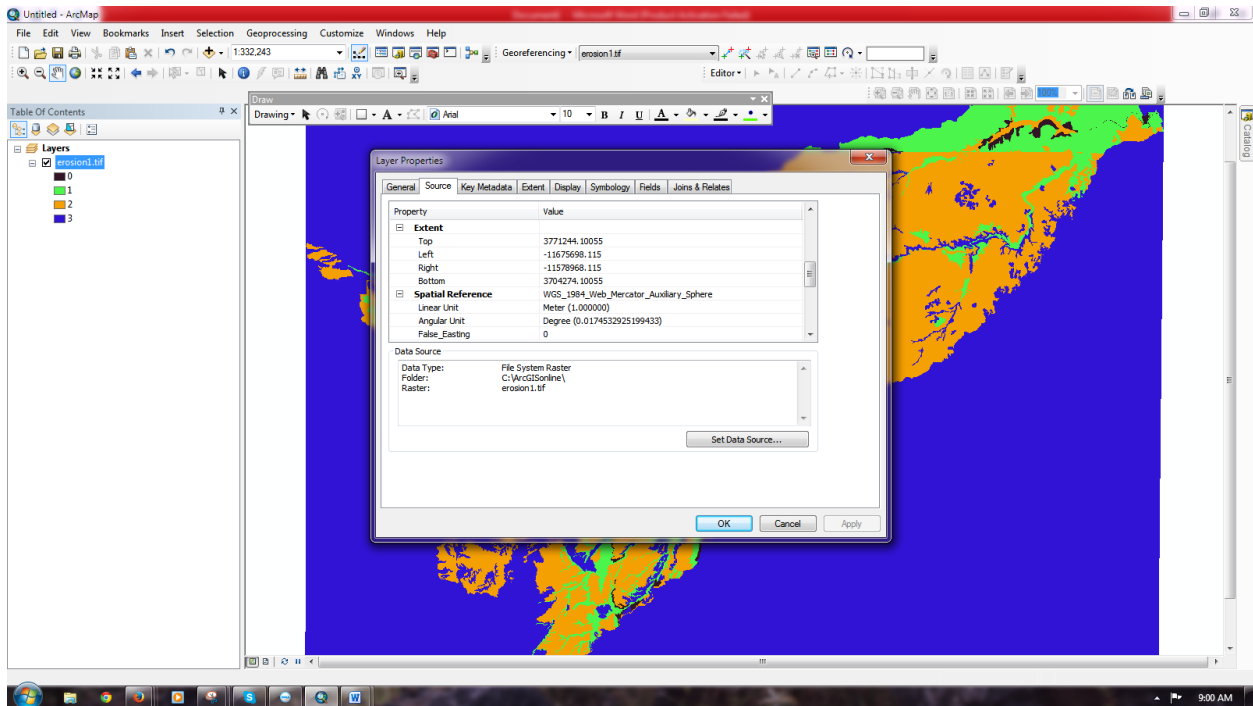 Untitled - ArcMap
File Edit View Bookmarks Insert Selection Geoprocessing Customize Windows Help
1:332,243 Georeferencing erosion1.tif
Editor
100%
Table Of Contents
Draw
Drawing A Arial 10 B I U A
Layers
erosion1.tif
0
1
2
3
Catalog
Layer Properties
General Source Key Metadata Extent Display Symbology Fields Joins & Relates
Property Value
Extent
Top 3771244.10055
Left -11675698.115
Right -11578968.115
Bottom 3704274.10055
Spatial Reference WGS_1984_Web_Mercator_Auxiliary_Sphere
Linear Unit Meter (1.000000)
Angular Unit Degree (0.0174532925199433)
False_Easting 0
Data Source
Data Type: File System Raster
Folder: C:\ArcGISonline\
Raster: erosion1.tif
Set Data Source...
OK Cancel Apply
9:00 AM